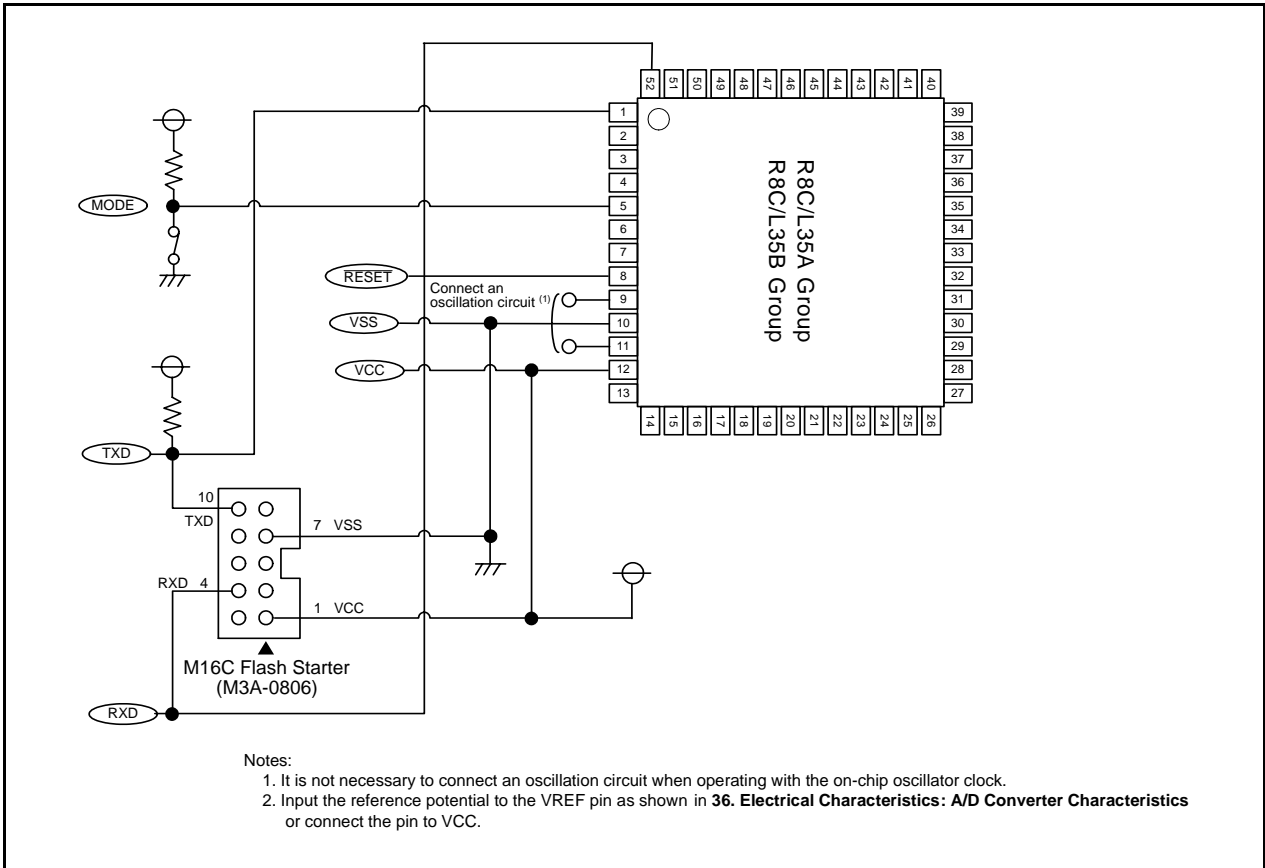 52 51 50 49 48 47 46 45 44 43 42 41 40
1
2
3
4
5
6
7
8
9
10
11
12
13
39
38
37
36
35
34
33
32
31
30
29
28
27
14 15 16 17 18 19 20 21 22 23 24 25 26
R8C/L35A Group
R8C/L35B Group
MODE
RESET
Connect an
oscillation circuit (1)
VSS
VCC
TXD
10
TXD
7 VSS
RXD 4
1 VCC
M16C Flash Starter
(M3A-0806)
RXD
Notes:
1. It is not necessary to connect an oscillation circuit when operating with the on-chip oscillator clock.
2. Input the reference potential to the VREF pin as shown in 36. Electrical Characteristics: A/D Converter Characteristics
or connect the pin to VCC.